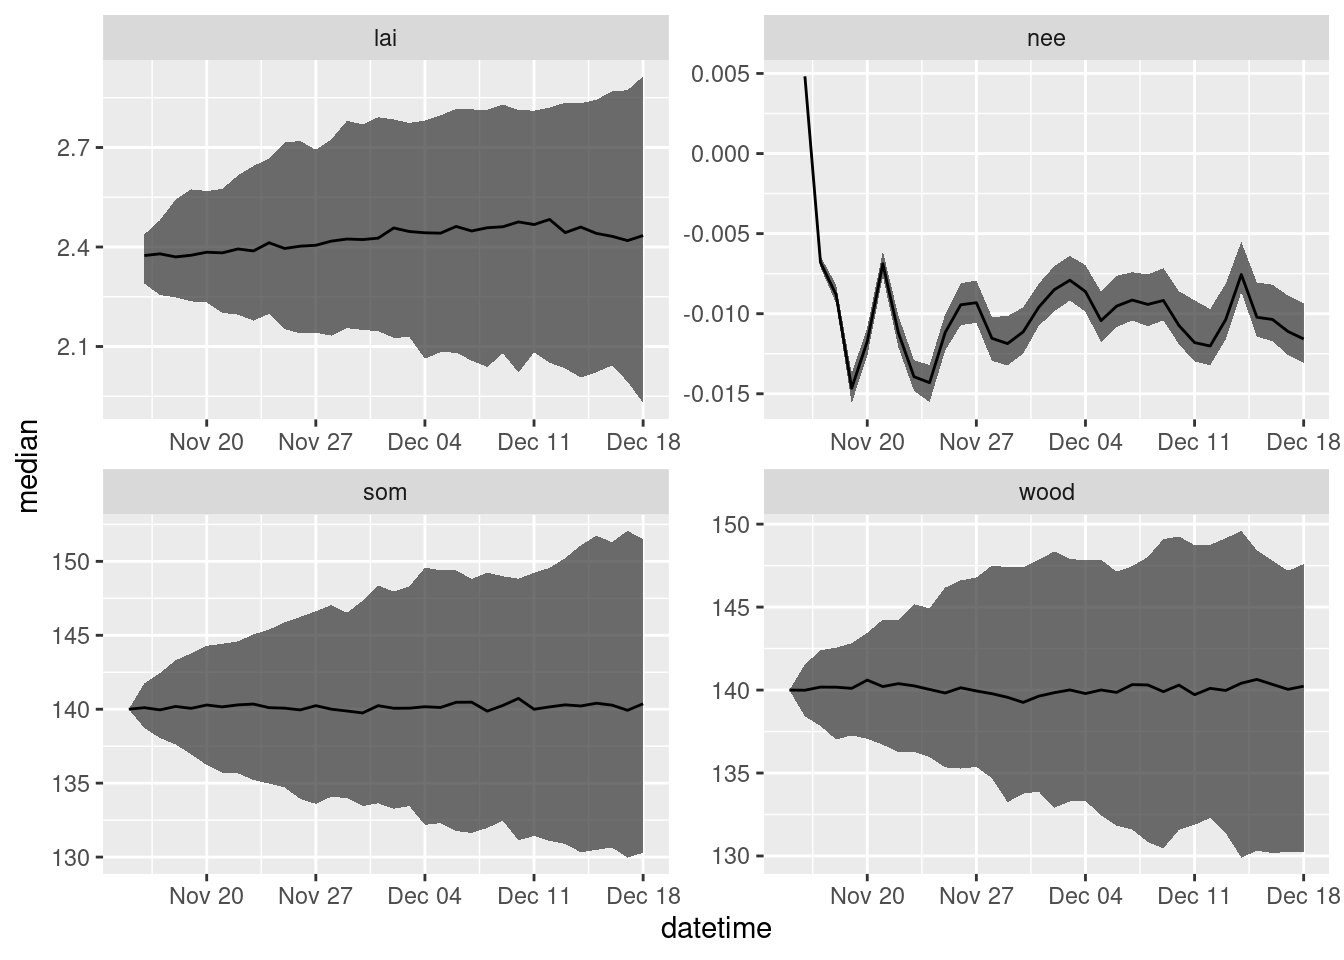 lai
nee
2.7
2.4
2.1
0.005
0.000
-0.005
-0.010
-0.015
Nov 20 Nov 27 Dec 04 Dec 11 Dec 18
Nov 20 Nov 27 Dec 04 Dec 11 Dec 18
median
som
wood
150
145
140
135
130
150
145
140
135
130
Nov 20 Nov 27 Dec 04 Dec 11 Dec 18
Nov 20 Nov 27 Dec 04 Dec 11 Dec 18
datetime